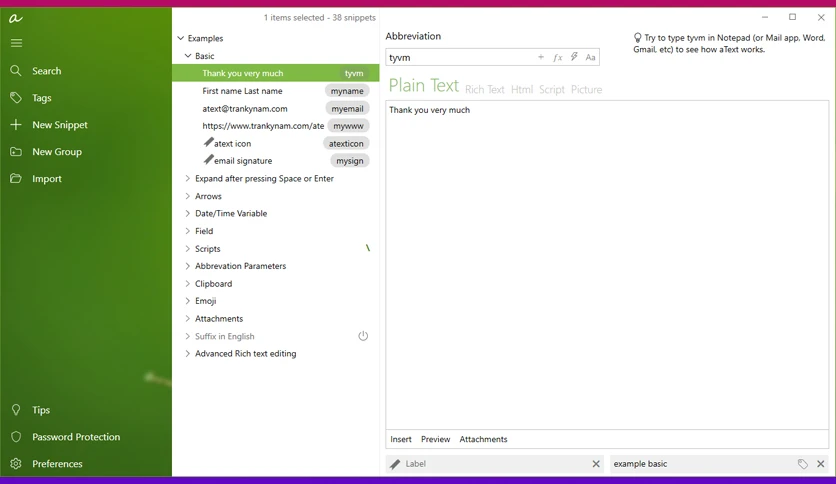 a
1 items selected - 38 snippets
Search
Tags
New Snippet
New Group
Import
Tips
Password Protection
Preferences
Examples
Basic
Thank you very much tyvm
First name Last name myname
atext@trankynam.com myemail
https://www.trankynam.com/ate mywww
atext icon atexticon
email signature mysign
Expand after pressing Space or Enter
Arrows
Date/Time Variable
Field
Scripts \
Abbrevation Parameters
Clipboard
Emoji
Attachments
Suffix in English
Advanced Rich text editing
Abbreviation
tyvm + ƒx Aa
Try to type tyvm in Notepad (or Mail app, Word,
Gmail, etc) to see how aText works.
Plain Text Rich Text Html Script Picture
Thank you very much
Insert Preview Attachments
Label
example basic